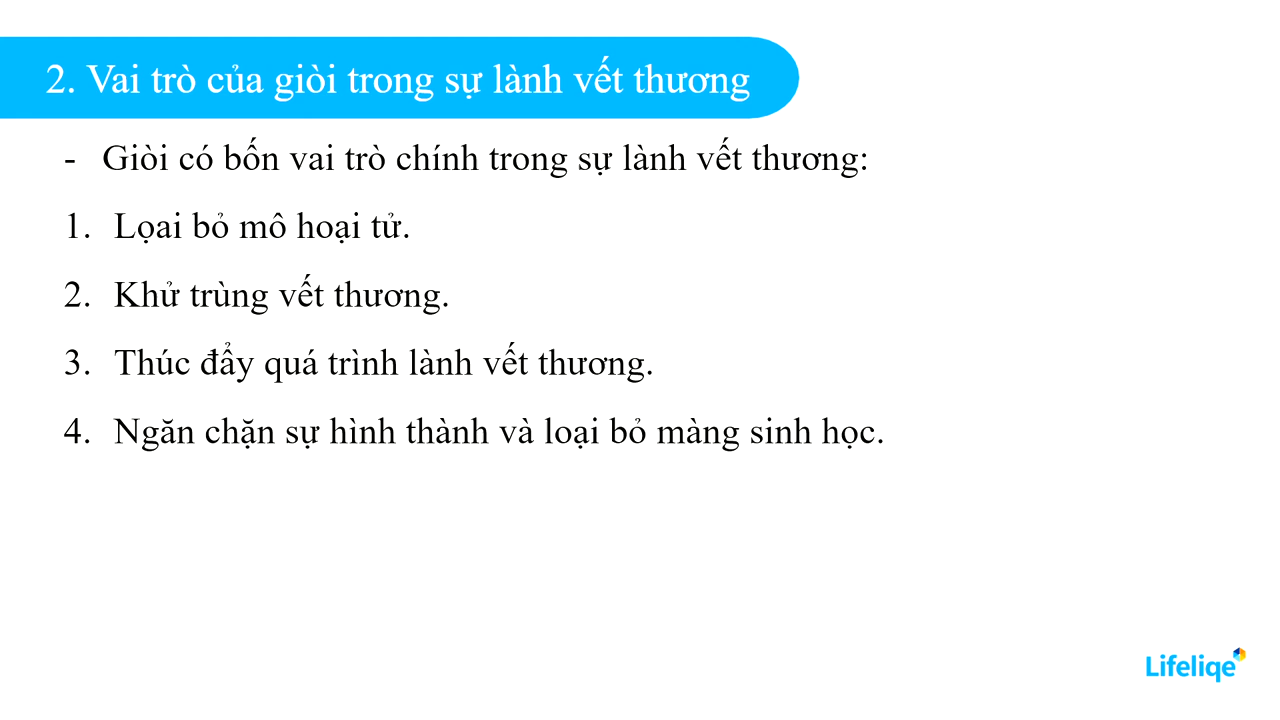 2. Vai trò của giòi trong sự lành vết thương
- Giòi có bốn vai trò chính trong sự lành vết thương:
1. Lọai bỏ mô hoại tử.
2. Khử trùng vết thương.
3. Thúc đẩy quá trình lành vết thương.
4. Ngăn chặn sự hình thành và loại bỏ màng sinh học.
Lifeliqe